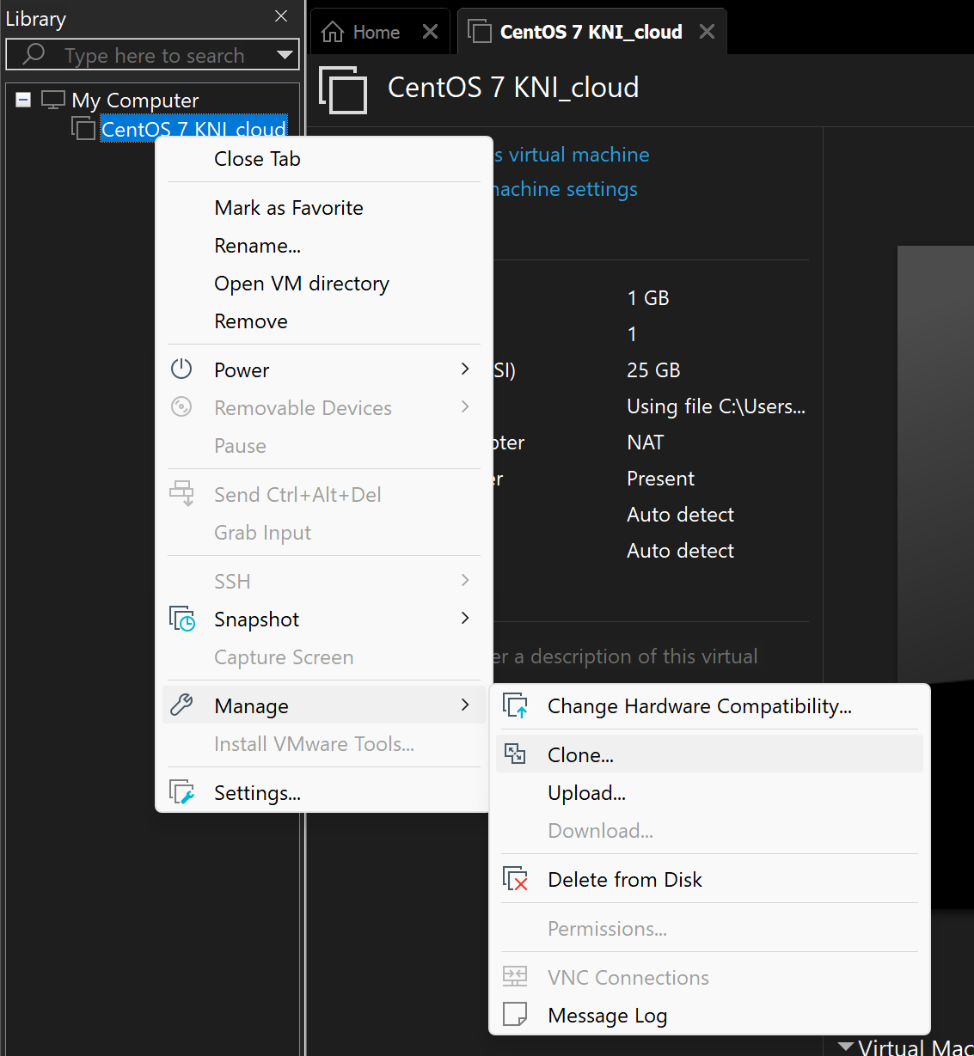 Library
Type here to search
My Computer
CentOS 7 KNI_cloud
Home
CentOS 7 KNI_cloud
CentOS 7 KNI_cloud
s virtual machine
machine settings
1 GB
1
SI) 25 GB
Using file C:\Users...
pter NAT
er Present
Auto detect
Auto detect
er a description of this virtual
Close Tab
Mark as Favorite
Rename...
Open VM directory
Remove
Power
Removable Devices
Pause
Send Ctrl+Alt+Del
Grab Input
SSH
Snapshot
Capture Screen
Manage
Install VMware Tools...
Settings...
Change Hardware Compatibility...
Clone...
Upload...
Download...
Delete from Disk
Permissions...
VNC Connections
Message Log
Virtual Mac